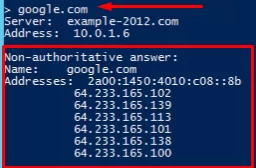 > google.com
Server:  example-2012.com
Address:  10.0.1.6
Non-authoritative answer:
Name:    google.com
Addresses:  2a00:1450:4010:c08::8b
64.233.165.102
64.233.165.139
64.233.165.113
64.233.165.101
64.233.165.138
64.233.165.100